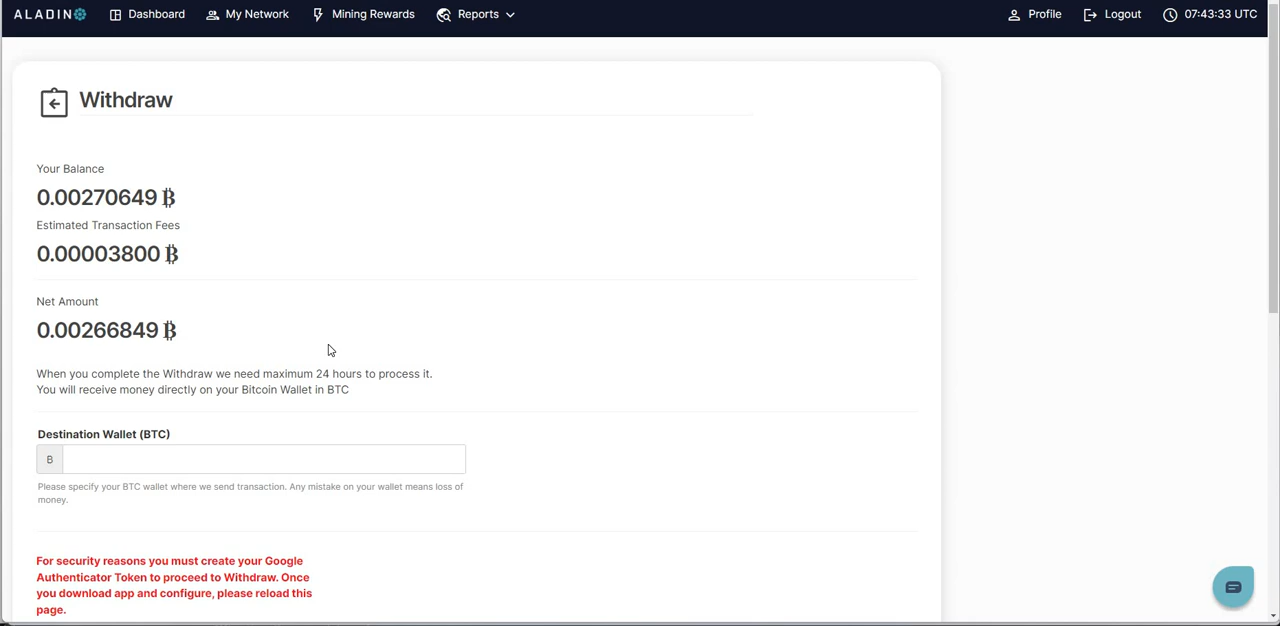 ALADIN
Dashboard
My Network
Mining Rewards
Reports
Profile
Logout
07:43:33 UTC
Withdraw
Your Balance
0.00270649 ₿
Estimated Transaction Fees
0.00003800 ₿
Net Amount
0.00266849 ₿
When you complete the Withdraw we need maximum 24 hours to process it.
You will receive money directly on your Bitcoin Wallet in BTC
Destination Wallet (BTC)
B
Please specify your BTC wallet where we send transaction. Any mistake on your wallet means loss of
money.
For security reasons you must create your Google
Authenticator Token to proceed to Withdraw. Once
you download app and configure, please reload this
page.